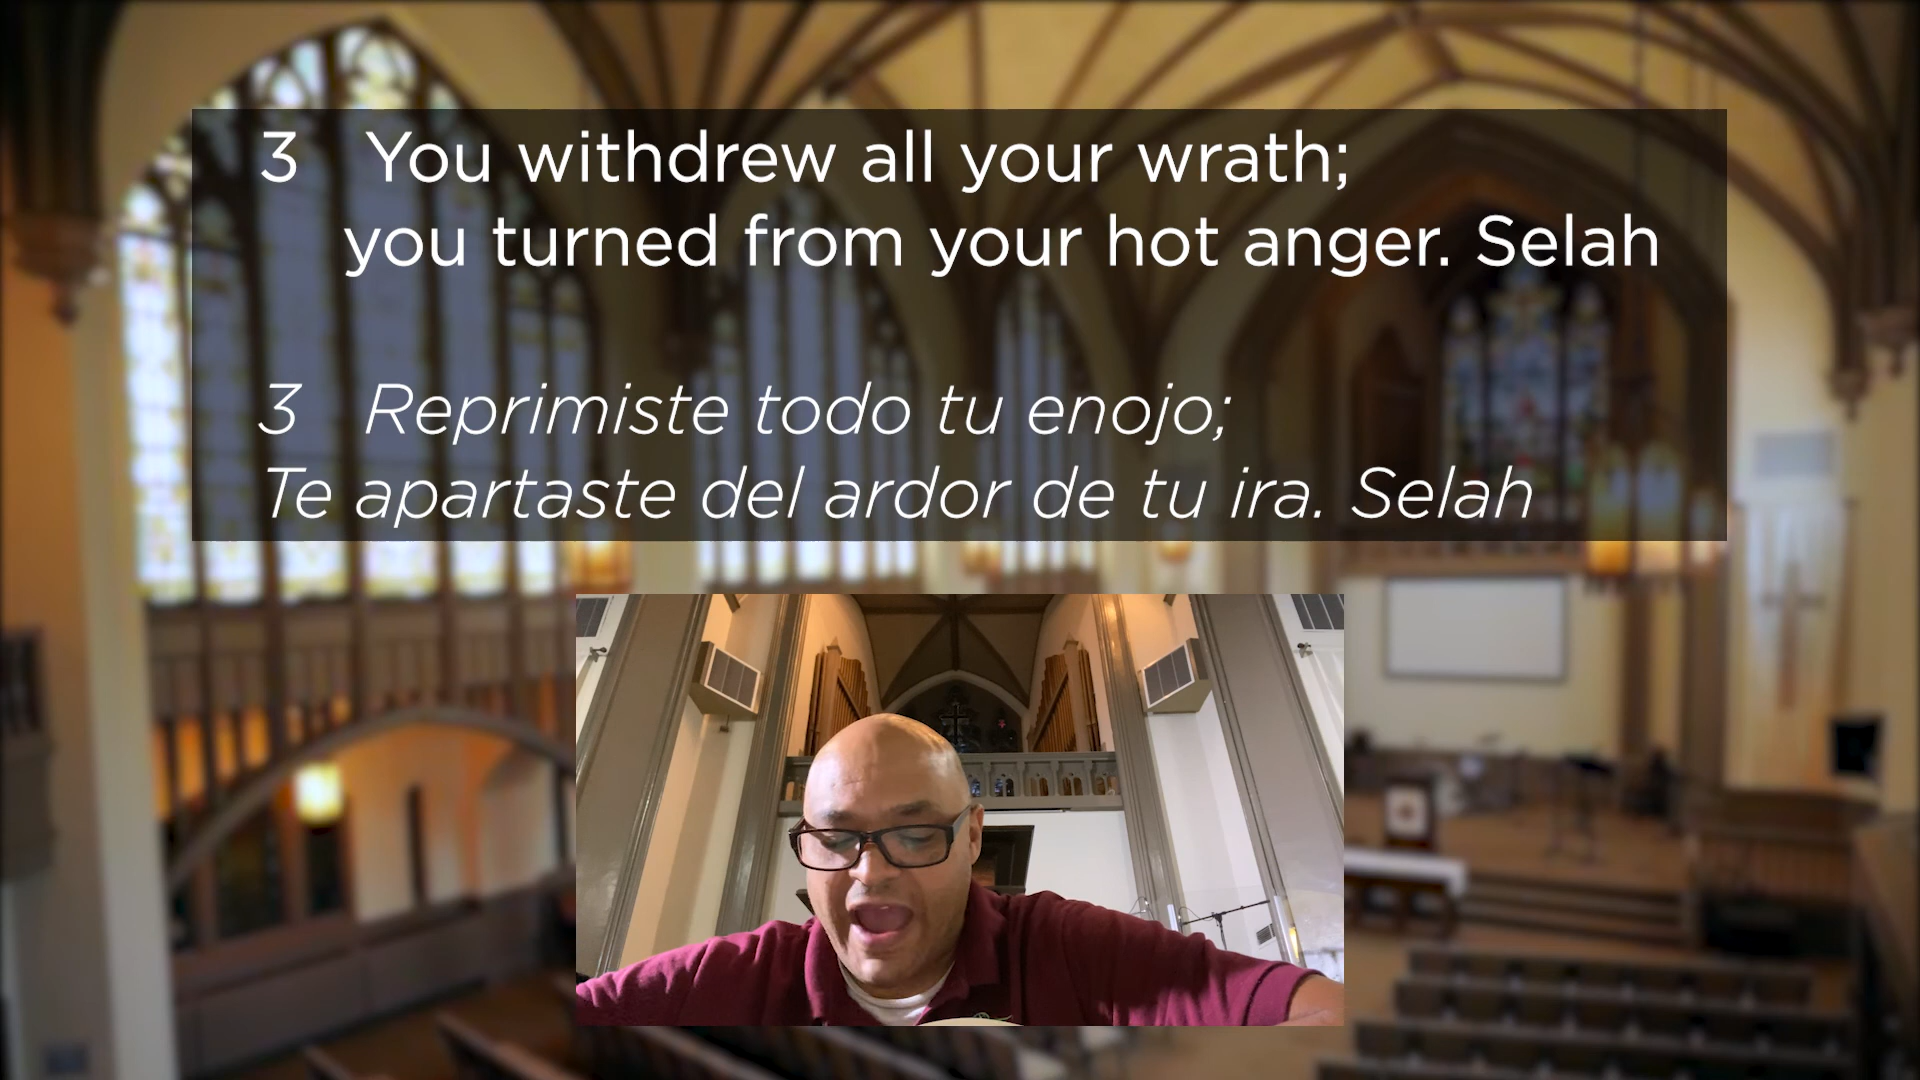 3 You withdrew all your wrath;
you turned from your hot anger. Selah
3 Reprimiste todo tu enojo;
Te apartaste del ardor de tu ira. Selah